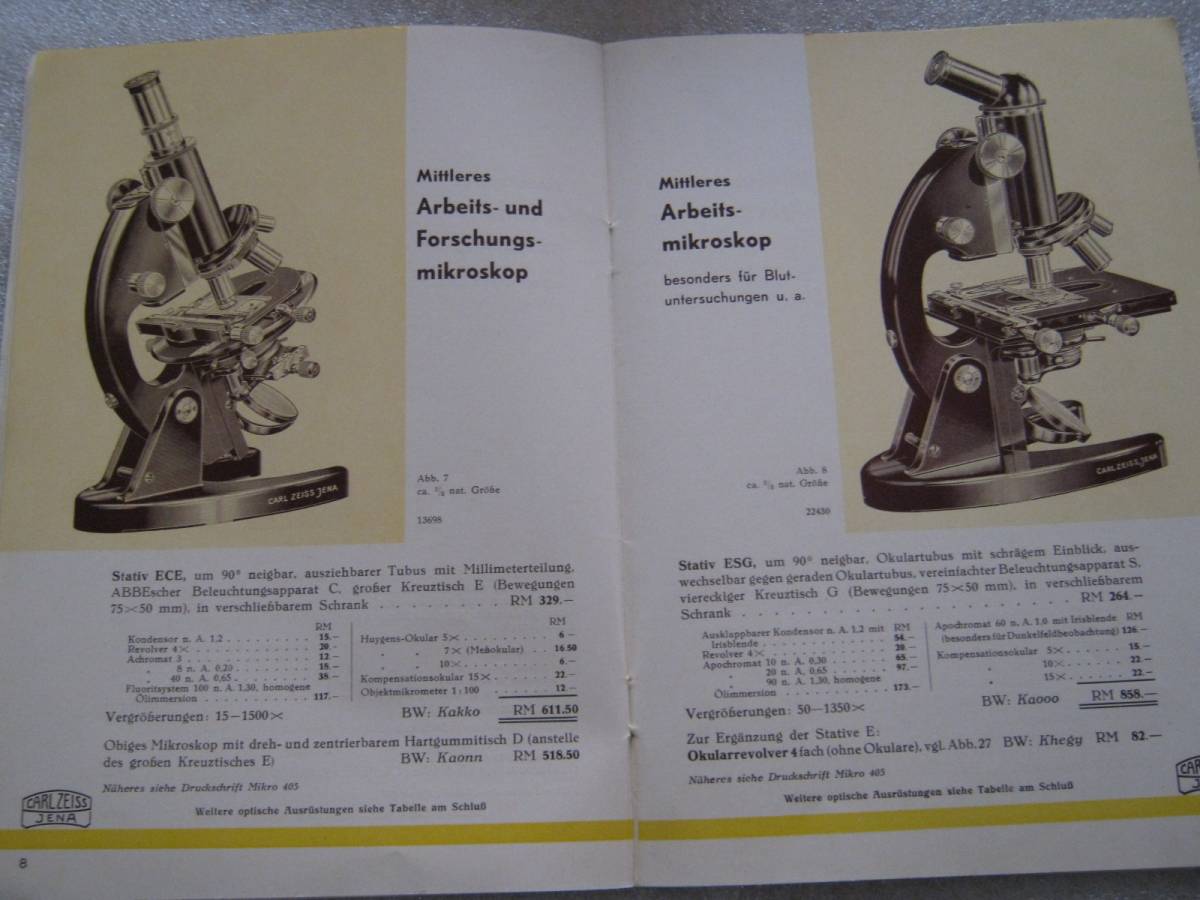 Mittleres
Arbeits- und
Forschungs-
mikroskop
CARL ZEISS JENA
Abb. 7
nat. Größe
13698
Stativ ECE, um 90° neigbar, ausziehbarer Tubus mit Millimeterteilung,
ABBEscher Beleuchtungsapparat C, großer Kreuztisch E (Bewegungen
75×50 mm), in verschließbarem Schrank . . . . . . . . . RM 329.—
RM
Kondensor n. A. 1,2 . . . . . . . . . 15.—
Revolver 4× . . . . . . . . . . . . 20.—
Achromat 3 . . . . . . . . . . . . 12.—
„ 8 n. A. 0,20 . . . . . . . . 18.—
„ 40 n. A. 0,65 . . . . . . . . 38.—
Fluoritsystem 100 n. A. 1,30, homogene
Ölimmersion . . . . . . . . . . . 117.—
RM
Huygens-Okular 5× . . . . . . . . . 6 —
„ „ 7× (Meßokular) . . 16.50
„ „ 10× . . . . . . . . . 6.—
Kompensationsokular 15× . . . . . . . 22.—
Objektmikrometer 1:100 . . . . . . . 12.—
Vergrößerungen: 15—1500×
BW: Kakko RM 611.50
Obiges Mikroskop mit dreh- und zentrierbarem Hartgummitisch D (anstelle
des großen Kreuztisches E) BW: Kaonn RM 518.50
Näheres siehe Druckschrift Mikro 405
Weitere optische Ausrüstungen siehe Tabelle am Schluß
CARL ZEISS
JENA
8
Mittleres
Arbeits-
mikroskop
besonders für Blut-
untersuchungen u. a.
CARL ZEISS JENA
Abb. 8
nat. Größe
22430
Stativ ESG, um 90° neigbar, Okulartubus mit schrägem Einblick, aus-
wechselbar gegen geraden Okulartubus, vereinfachter Beleuchtungsapparat S,
viereckiger Kreuztisch G (Bewegungen 75×50 mm), in verschließbarem
Schrank . . . . . . . . . . . . . . . . . . . RM 264.—
RM
Ausklappbarer Kondensor n. A. 1,2 mit
Irisblende . . . . . . . . . . . . 54.—
Revolver 4× . . . . . . . . . . . . 20.—
Apochromat 10 n. A. 0,30 . . . . . . . 65.—
„ 20 n. A. 0,65 . . . . . . . 97.—
„ 90 n. A. 1,30, homogene
Ölimmersion . . . . . . . . . . . 173.—
RM
Apochromat 60 n. A. 1,0 mit Irisblende
(besonders für Dunkelfeldbeobachtung) 126.—
Kompensationsokular 5× . . . . . . . 15.—
„ 10× . . . . . . . 22.—
„ 15× . . . . . . . 22.—
Vergrößerungen: 50—1350×
BW: Kaooo RM 858.—
Zur Ergänzung der Stative E:
Okularrevolver 4fach (ohne Okulare), vgl. Abb. 27 BW: Khegy RM 82.—
Näheres siehe Druckschrift Mikro 405
Weitere optische Ausrüstungen siehe Tabelle am Schluß